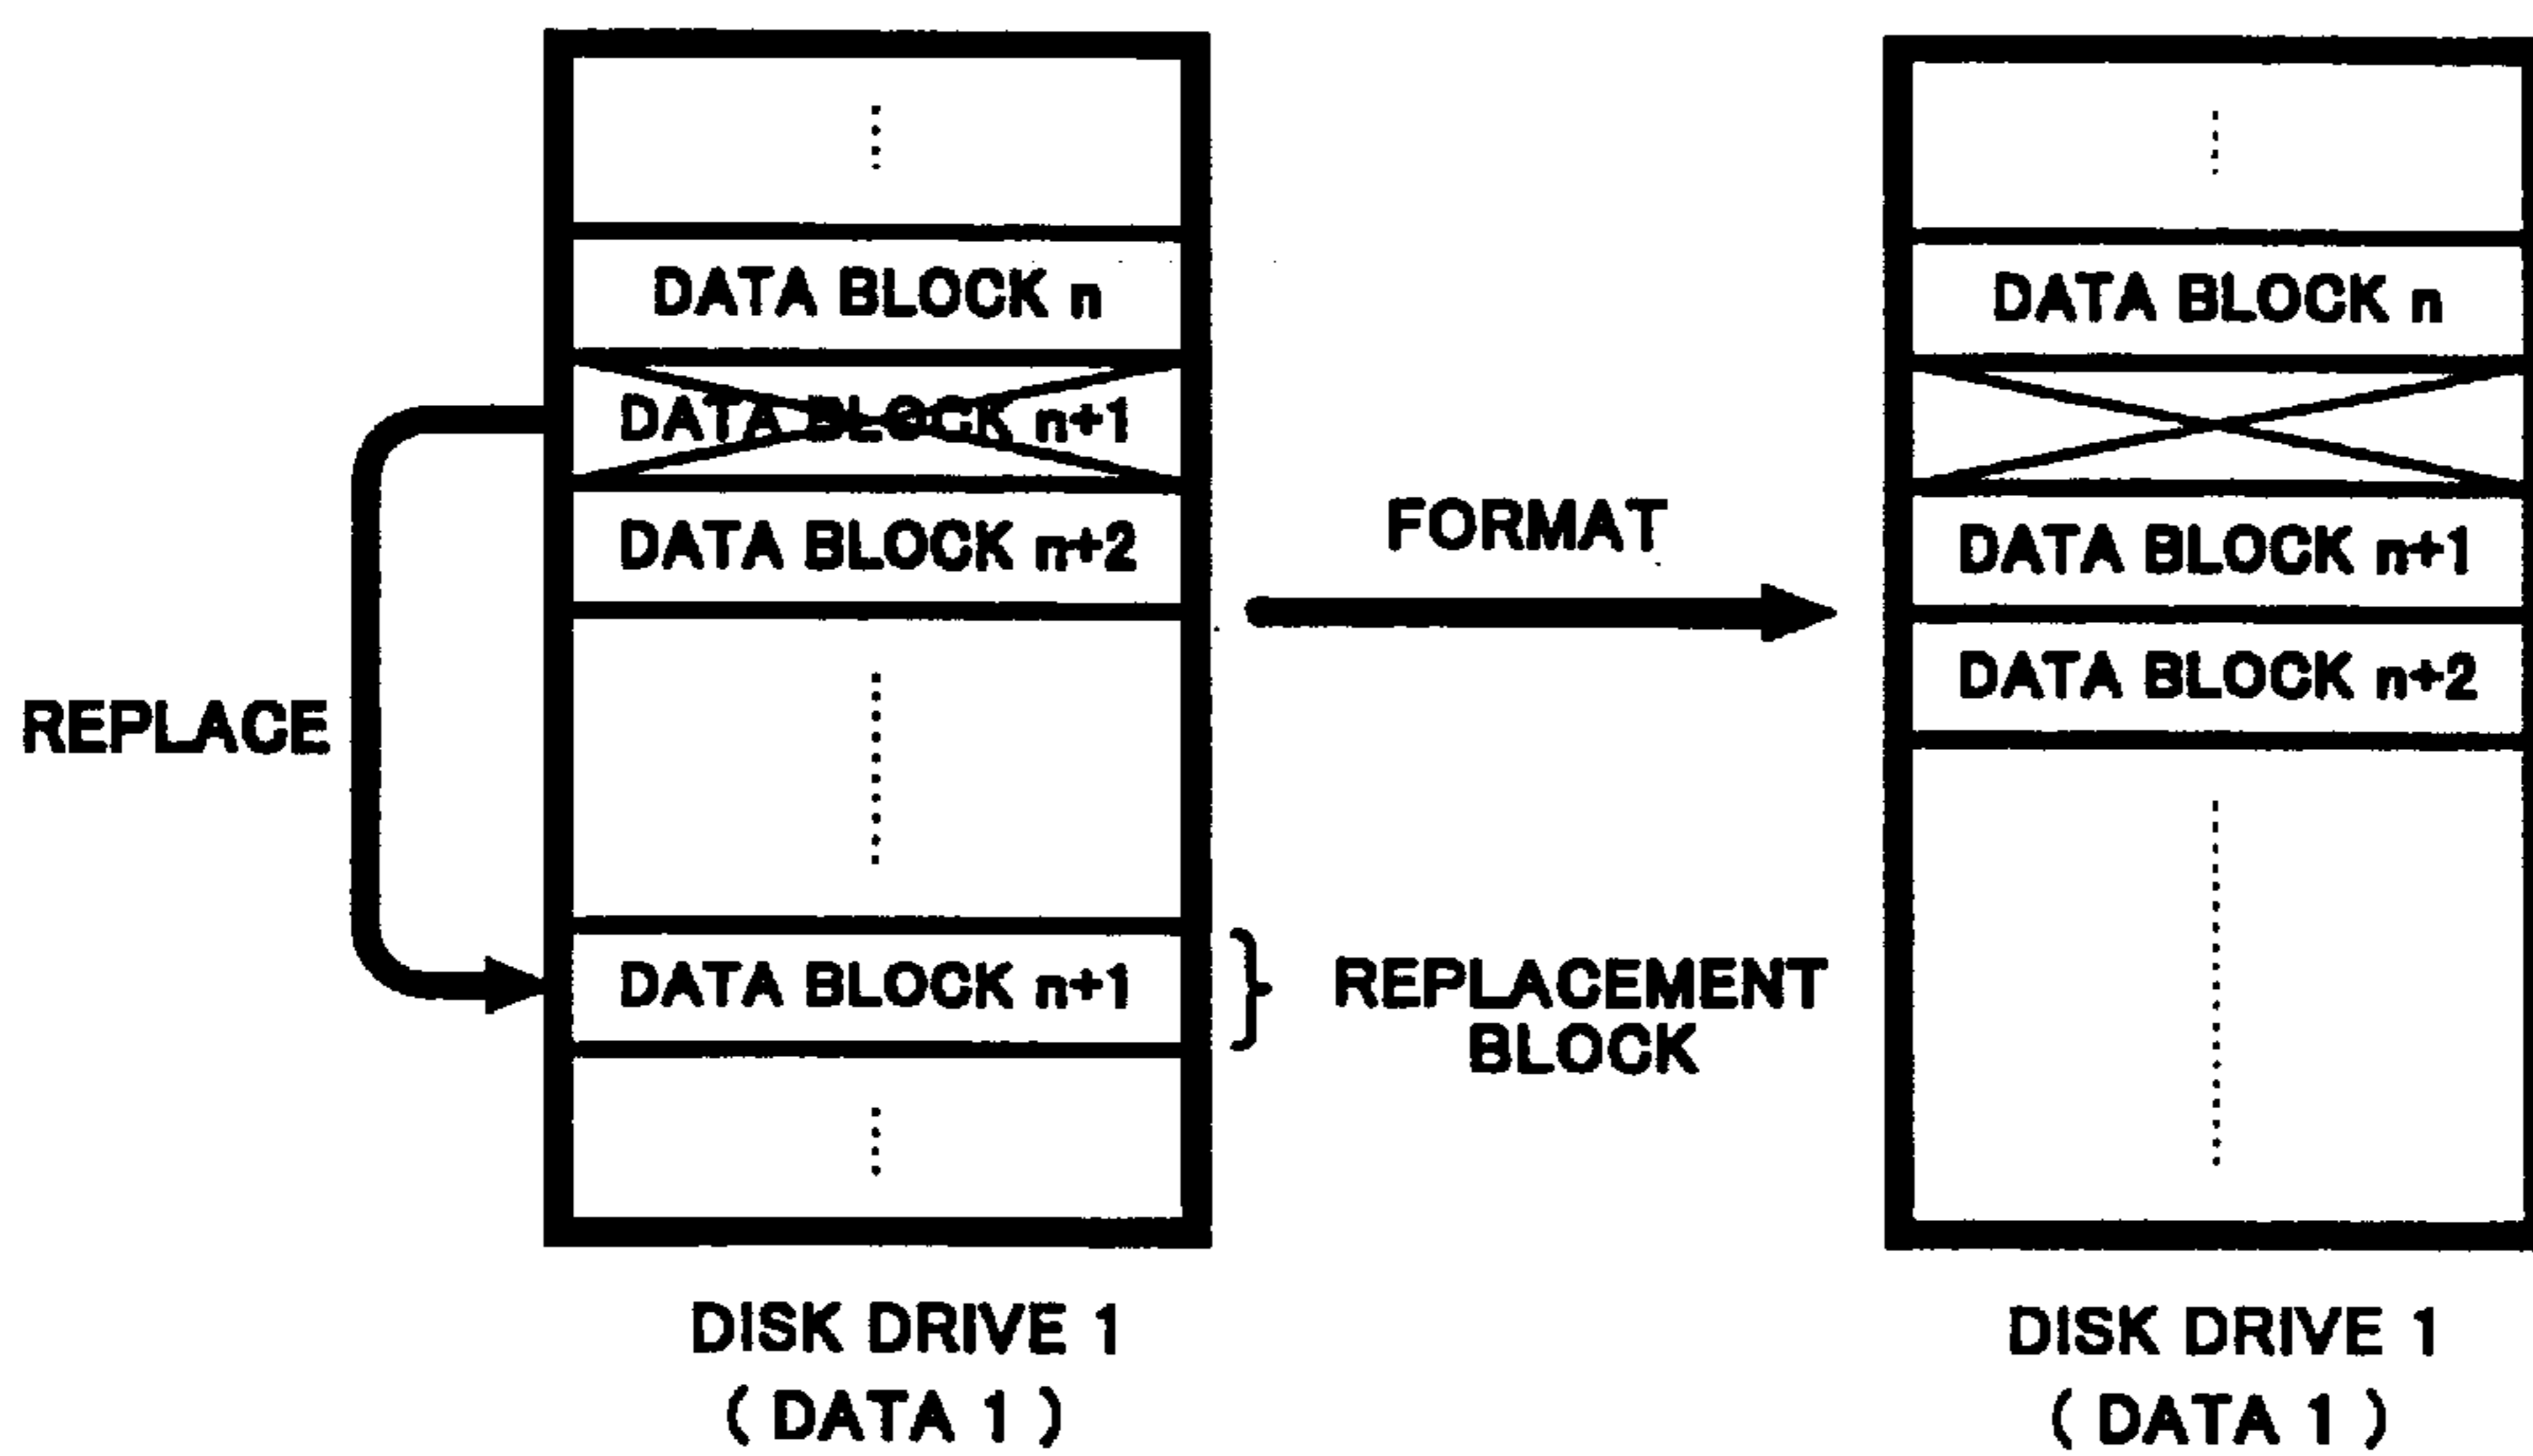 DATA BLOCK n
DATA BLOCK n+1
DATA BLOCK n+2
REPLACE
DATA BLOCK n+1
REPLACEMENT
BLOCK
DISK DRIVE 1
( DATA 1 )
FORMAT
DATA BLOCK n
DATA BLOCK n+1
DATA BLOCK n+2
DISK DRIVE 1
( DATA 1 )